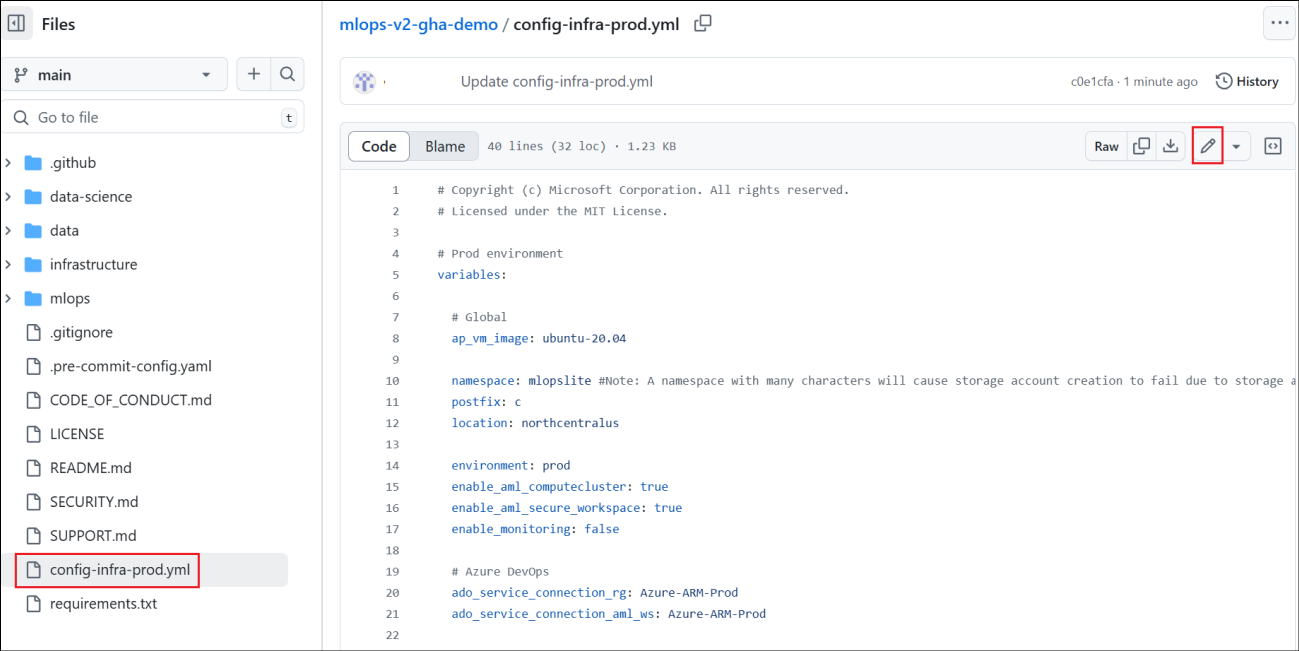 Files
main
Go to file
t
.github
data-science
data
infrastructure
mlops
.gitignore
.pre-commit-config.yaml
CODE_OF_CONDUCT.md
LICENSE
README.md
SECURITY.md
SUPPORT.md
config-infra-prod.yml
requirements.txt
mlops-v2-gha-demo / config-infra-prod.yml
Update config-infra-prod.yml
c0e1cfa · 1 minute ago
History
Code Blame 40 lines (32 loc) · 1.23 KB Raw
1 # Copyright (c) Microsoft Corporation. All rights reserved.
2 # Licensed under the MIT License.
3
4 # Prod environment
5 variables:
6
7 # Global
8 ap_vm_image: ubuntu-20.04
9
10 namespace: mlopslite #Note: A namespace with many characters will cause storage account creation to fail due to storage a
11 postfix: c
12 location: northcentralus
13
14 environment: prod
15 enable_aml_computecluster: true
16 enable_aml_secure_workspace: true
17 enable_monitoring: false
18
19 # Azure DevOps
20 ado_service_connection_rg: Azure-ARM-Prod
21 ado_service_connection_aml_ws: Azure-ARM-Prod
22